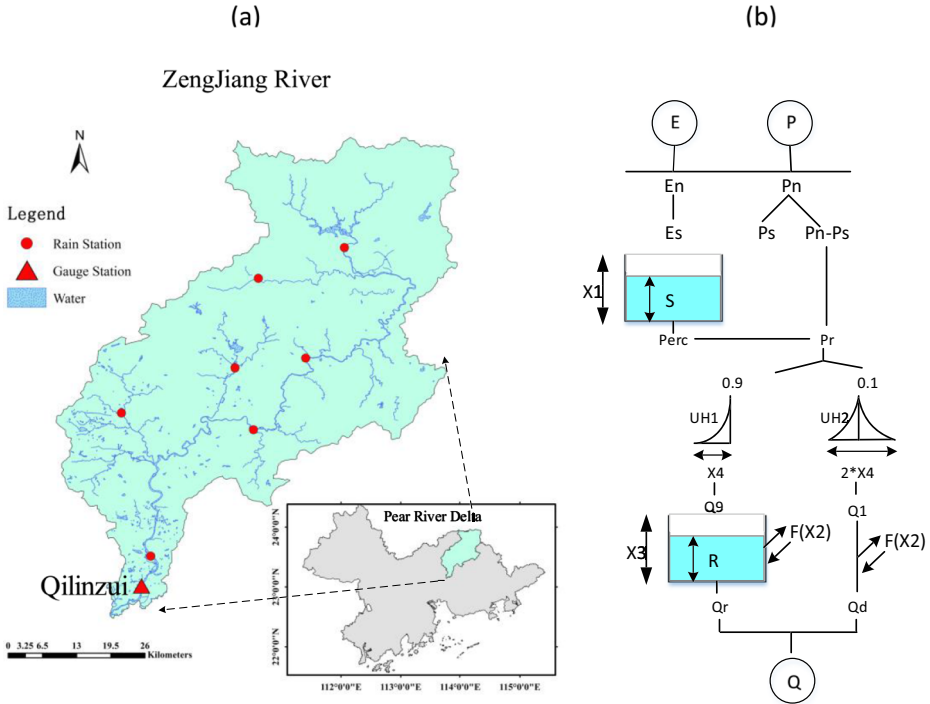 (a)
ZengJiang River
N
Legend
Rain Station
Gauge Station
Water
Qilinzui
0 3.25 6.5 13 19.5 26
Kilometers
Pear River Delta
24°0'0"N
23°0'0"N
22°0'0"N
112°0'0"E 113°0'0"E 114°0'0"E 115°0'0"E
(b)
E P
En Pn
Es Ps Pn-Ps
X1 S
Perc Pr
0.9 0.1
UH1 UH2
X4 2*X4
Q9 Q1
X3 R F(X2) F(X2)
Qr Qd
Q